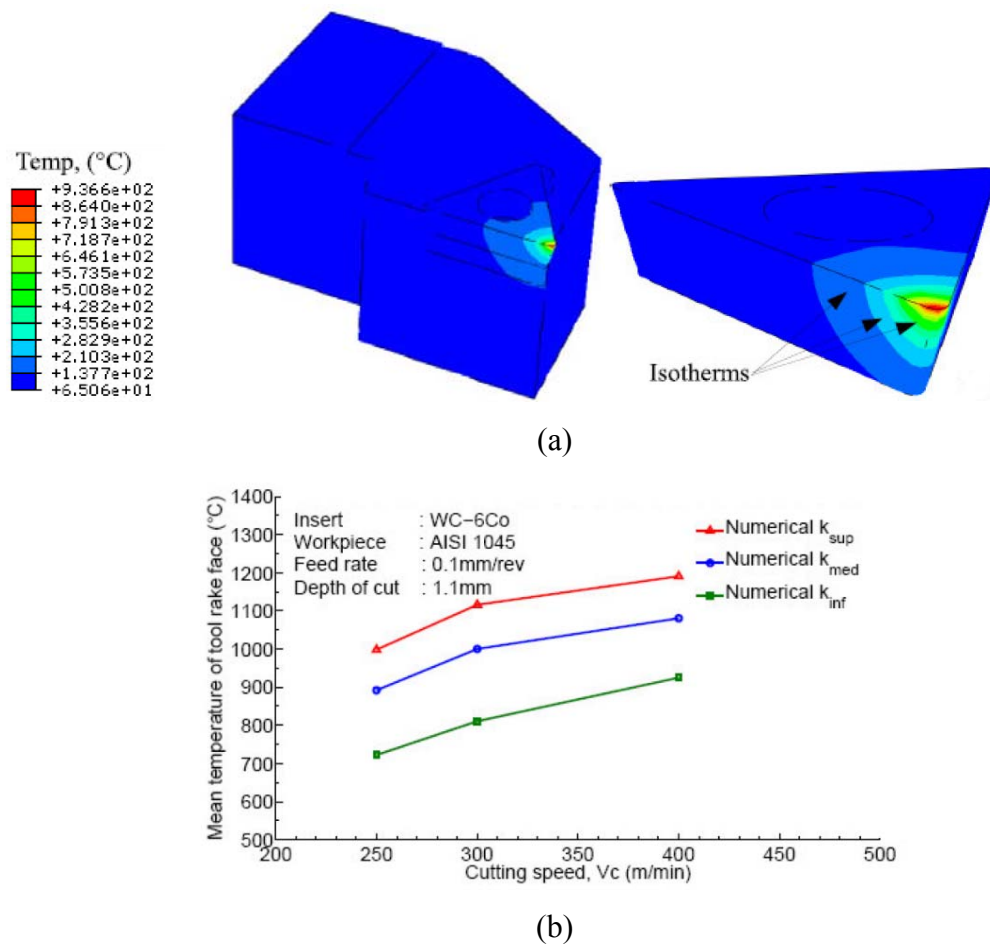 Temp, (°C)
+9.366e+02
+8.640e+02
+7.913e+02
+7.187e+02
+6.461e+02
+5.735e+02
+5.008e+02
+4.282e+02
+3.556e+02
+2.829e+02
+2.103e+02
+1.377e+02
+6.506e+01
Isotherms
(a)
Mean temperature of tool rake face (°C)
1400
1300
1200
1100
1000
900
800
700
600
500
Insert : WC-6Co
Workpiece : AISI 1045
Feed rate : 0.1mm/rev
Depth of cut : 1.1mm
Numerical k_sup
Numerical k_med
Numerical k_inf
200 250 300 350 400 450 500
Cutting speed, Vc (m/min)
(b)